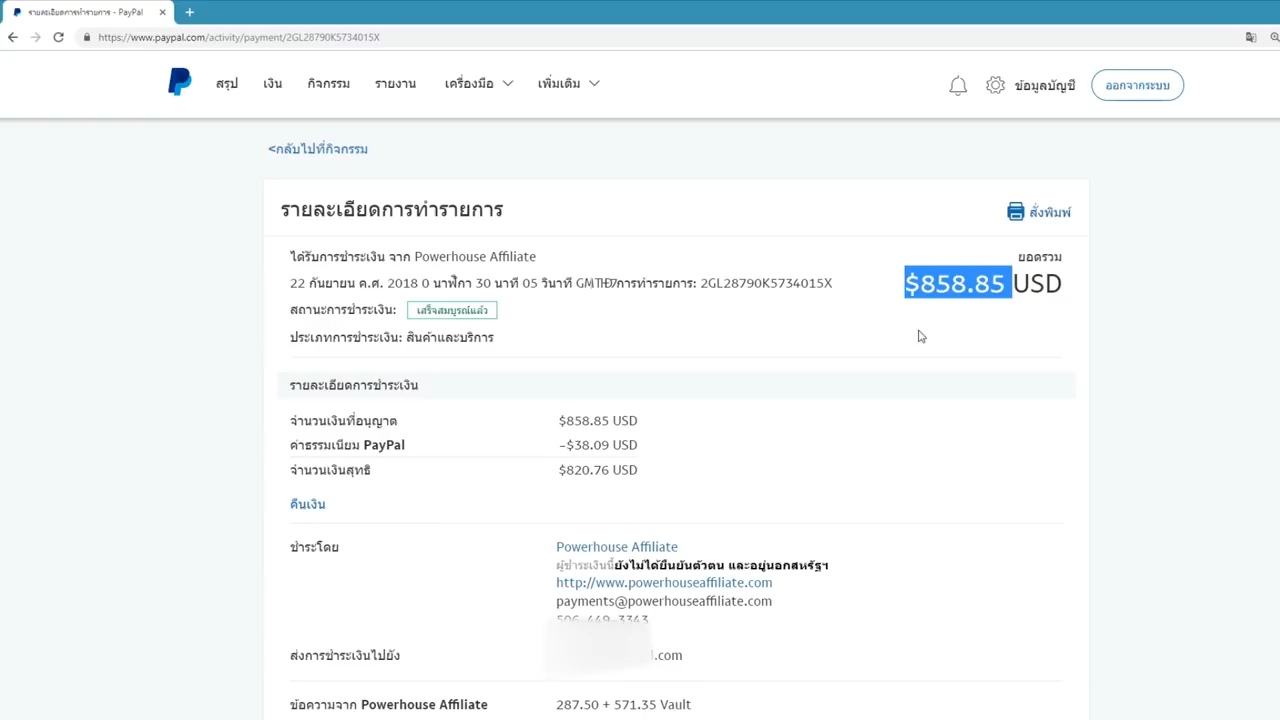 รายละเอียดการทำรายการ - PayPal
https://www.paypal.com/activity/payment/2GL28790K5734015X
สรุป เงิน กิจกรรม รายงาน เครื่องมือ เพิ่มเติม ข้อมูลบัญชี ออกจากระบบ
<กลับไปที่กิจกรรม
รายละเอียดการทำรายการ สั่งพิมพ์
ได้รับการชำระเงิน จาก Powerhouse Affiliate ยอดรวม
22 กันยายน ค.ศ. 2018 0 นาฬิกา 30 นาที 05 วินาที GMT+07การทำรายการ: 2GL28790K5734015X $858.85 USD
สถานะการชำระเงิน: เสร็จสมบูรณ์แล้ว
ประเภทการชำระเงิน: สินค้าและบริการ
รายละเอียดการชำระเงิน
จำนวนเงินที่อนุญาต $858.85 USD
ค่าธรรมเนียม PayPal -$38.09 USD
จำนวนเงินสุทธิ $820.76 USD
คืนเงิน
ชำระโดย Powerhouse Affiliate
ผู้ชำระเงินนี้ยังไม่ได้ยืนยันตัวตน และอยู่นอกสหรัฐฯ
http://www.powerhouseaffiliate.com
payments@powerhouseaffiliate.com
506-449-3343
ส่งการชำระเงินไปยัง .com
ข้อความจาก Powerhouse Affiliate 287.50 + 571.35 Vault